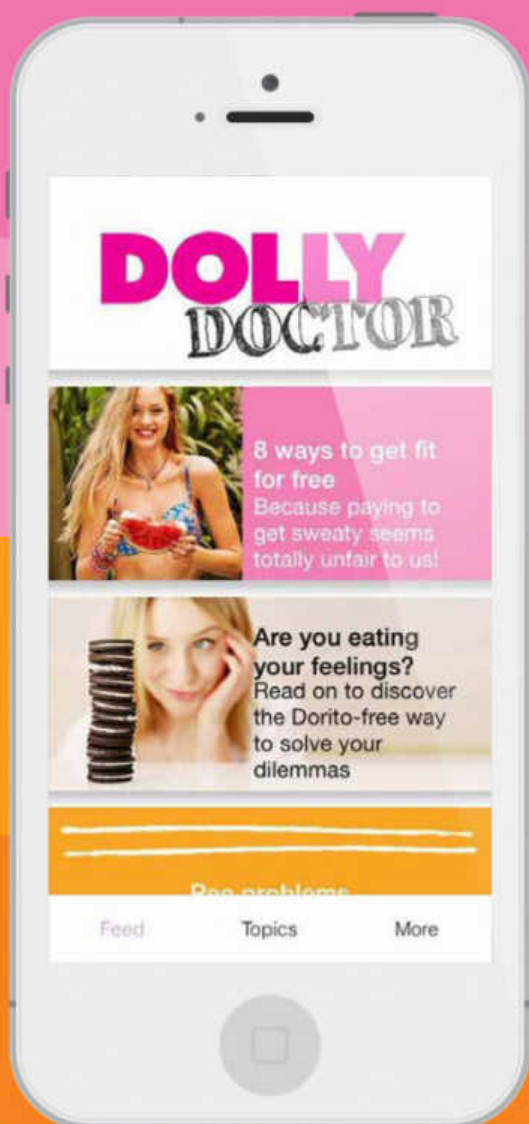 DOLLY
DOCTOR
8 ways to get fit
for free
Because paying to
get sweaty seems
totally unfair to us!
Are you eating
your feelings?
Read on to discover
the Dorito-free way
to solve your
dilemmas
Pee problems
Feed Topics More